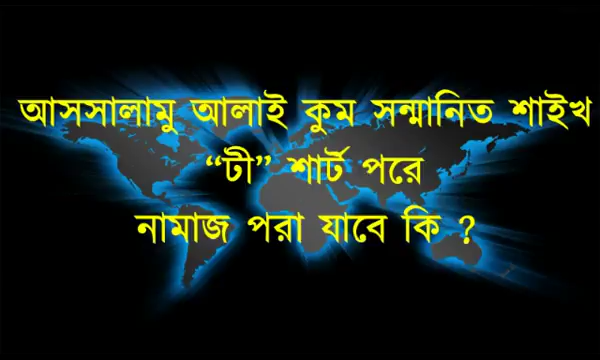 আসসালামু আলাই কুম সন্মানিত শাইখ
“টী” শার্ট পরে
নামাজ পরা যাবে কি ?